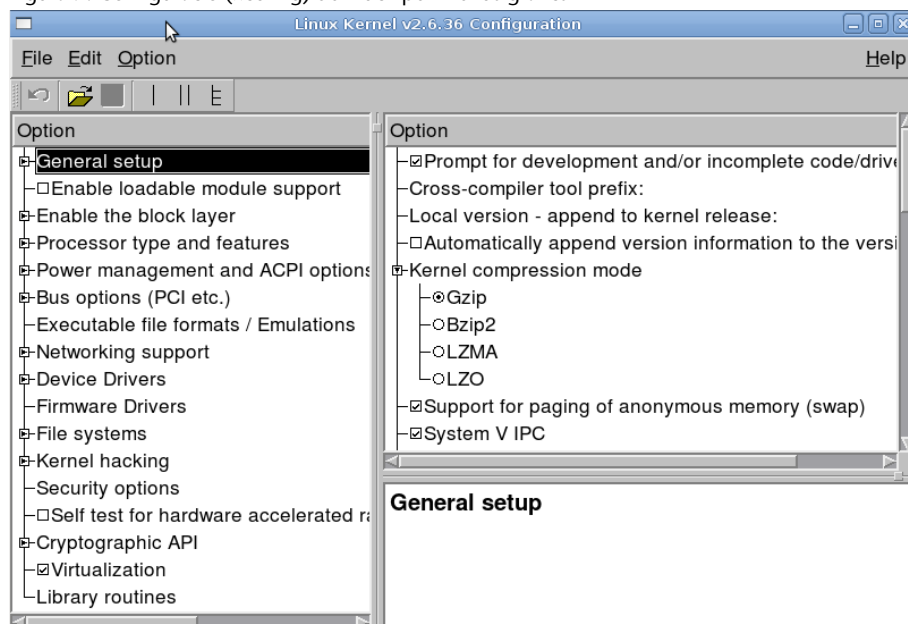 Linux Kernel v2.6.36 Configuration
File Edit Option Help
Option
General setup
Enable loadable module support
Enable the block layer
Processor type and features
Power management and ACPI options
Bus options (PCI etc.)
Executable file formats / Emulations
Networking support
Device Drivers
Firmware Drivers
File systems
Kernel hacking
Security options
Self test for hardware accelerated ra
Cryptographic API
Virtualization
Library routines
Option
Prompt for development and/or incomplete code/drive
Cross-compiler tool prefix:
Local version - append to kernel release:
Automatically append version information to the versi
Kernel compression mode
Gzip
Bzip2
LZMA
LZO
Support for paging of anonymous memory (swap)
System V IPC
General setup